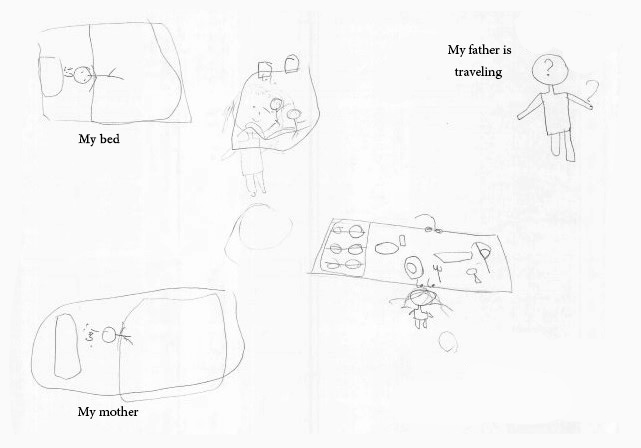 My father is
traveling
?
My bed
My mother